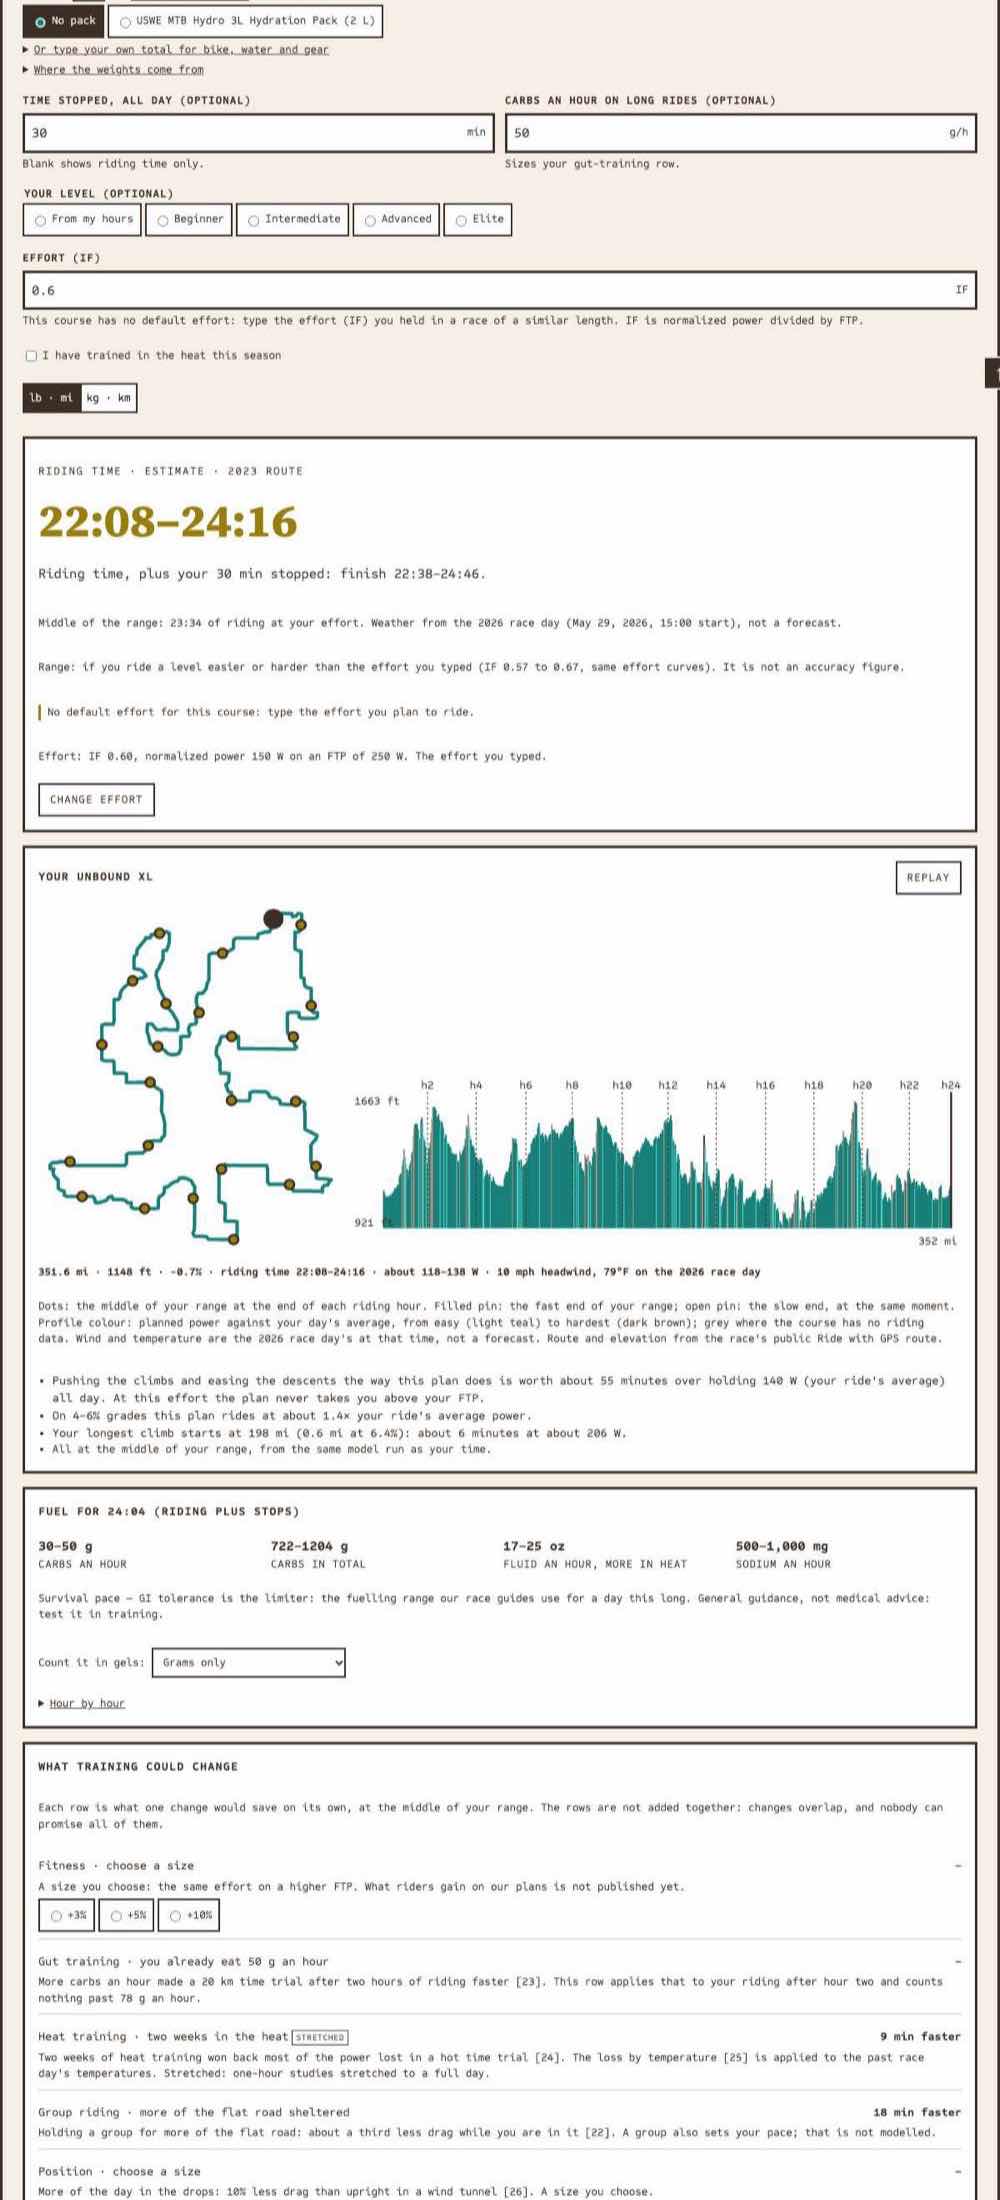 No pack
USWE MTB Hydro 3L Hydration Pack (2 L)
Or type your own total for bike, water and gear
Where the weights come from
TIME STOPPED, ALL DAY (OPTIONAL)
CARBS AN HOUR ON LONG RIDES (OPTIONAL)
30 min
50 g/h
Blank shows riding time only.
Sizes your gut-training row.
YOUR LEVEL (OPTIONAL)
From my hours
Beginner
Intermediate
Advanced
Elite
EFFORT (IF)
0.6 IF
This course has no default effort: type the effort (IF) you held in a race of a similar length. IF is normalized power divided by FTP.
I have trained in the heat this season
lb · mi kg · km
RIDING TIME · ESTIMATE · 2023 ROUTE
22:08–24:16
Riding time, plus your 30 min stopped: finish 22:38–24:46.
Middle of the range: 23:34 of riding at your effort. Weather from the 2026 race day (May 29, 2026, 15:00 start), not a forecast.
Range: if you ride a level easier or harder than the effort you typed (IF 0.57 to 0.67, same effort curves). It is not an accuracy figure.
No default effort for this course: type the effort you plan to ride.
Effort: IF 0.60, normalized power 150 W on an FTP of 250 W. The effort you typed.
CHANGE EFFORT
YOUR UNBOUND XL
REPLAY
h2 h4 h6 h8 h10 h12 h14 h16 h18 h20 h22 h24
1663 ft
921
352 mi
351.6 mi · 1148 ft · -0.7% · riding time 22:08–24:16 · about 118–138 W · 10 mph headwind, 79°F on the 2026 race day
Dots: the middle of your range at the end of each riding hour. Filled pin: the fast end of your range; open pin: the slow end, at the same moment.
Profile colour: planned power against your day's average, from easy (light teal) to hardest (dark brown); grey where the course has no riding
data. Wind and temperature are the 2026 race day's at that time, not a forecast. Route and elevation from the race's public Ride with GPS route.
• Pushing the climbs and easing the descents the way this plan does is worth about 55 minutes over holding 140 W (your ride's average)
all day. At this effort the plan never takes you above your FTP.
• On 4–6% grades this plan rides at about 1.4× your ride's average power.
• Your longest climb starts at 198 mi (0.6 mi at 6.4%): about 6 minutes at about 206 W.
• All at the middle of your range, from the same model run as your time.
FUEL FOR 24:04 (RIDING PLUS STOPS)
30–50 g
722–1204 g
17–25 oz
500–1,000 mg
CARBS AN HOUR
CARBS IN TOTAL
FLUID AN HOUR, MORE IN HEAT
SODIUM AN HOUR
Survival pace — GI tolerance is the limiter: the fuelling range our race guides use for a day this long. General guidance, not medical advice:
test it in training.
Count it in gels: Grams only
Hour by hour
WHAT TRAINING COULD CHANGE
Each row is what one change would save on its own, at the middle of your range. The rows are not added together: changes overlap, and nobody can
promise all of them.
Fitness · choose a size –
A size you choose: the same effort on a higher FTP. What riders gain on our plans is not published yet.
+3% +5% +10%
Gut training · you already eat 50 g an hour –
More carbs an hour made a 20 km time trial after two hours of riding faster [23]. This row applies that to your riding after hour two and counts
nothing past 78 g an hour.
Heat training · two weeks in the heat STRETCHED 9 min faster
Two weeks of heat training won back most of the power lost in a hot time trial [24]. The loss by temperature [25] is applied to the past race
day's temperatures. Stretched: one-hour studies stretched to a full day.
Group riding · more of the flat road sheltered 18 min faster
Holding a group for more of the flat road: about a third less drag while you are in it [22]. A group also sets your pace; that is not modelled.
Position · choose a size –
More of the day in the drops: 10% less drag than upright in a wind tunnel [26]. A size you choose.